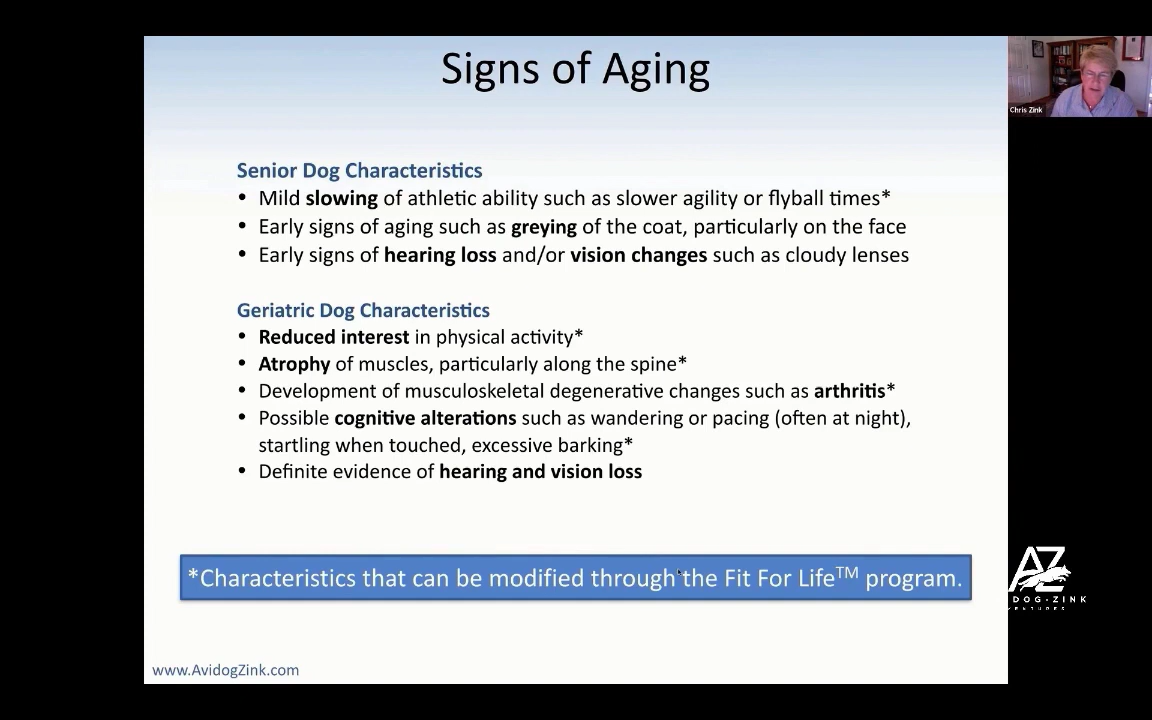 Signs of Aging
Chris Zink
Senior Dog Characteristics
• Mild slowing of athletic ability such as slower agility or flyball times*
• Early signs of aging such as greying of the coat, particularly on the face
• Early signs of hearing loss and/or vision changes such as cloudy lenses
Geriatric Dog Characteristics
• Reduced interest in physical activity*
• Atrophy of muscles, particularly along the spine*
• Development of musculoskeletal degenerative changes such as arthritis*
• Possible cognitive alterations such as wandering or pacing (often at night),
startling when touched, excessive barking*
• Definite evidence of hearing and vision loss
*Characteristics that can be modified through the Fit For Life™ program.
AZ
DOG-ZINK
ENTURES
www.AvidogZink.com